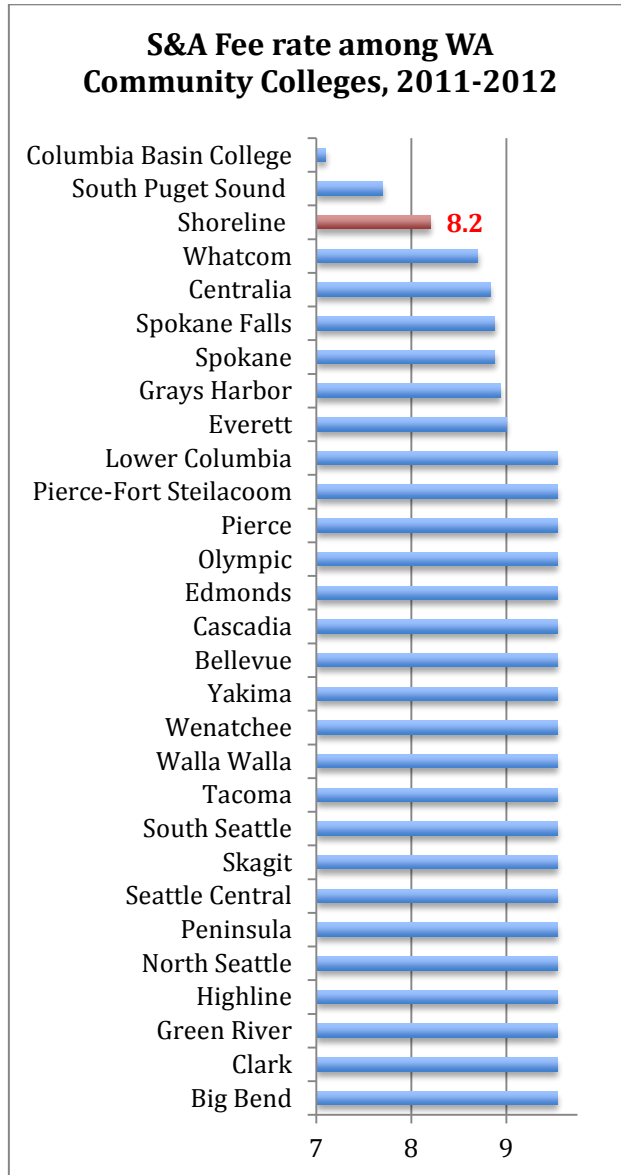 S&A Fee rate among WA
Community Colleges, 2011-2012
Columbia Basin College
South Puget Sound
Shoreline 8.2
Whatcom
Centralia
Spokane Falls
Spokane
Grays Harbor
Everett
Lower Columbia
Pierce-Fort Steilacoom
Pierce
Olympic
Edmonds
Cascadia
Bellevue
Yakima
Wenatchee
Walla Walla
Tacoma
South Seattle
Skagit
Seattle Central
Peninsula
North Seattle
Highline
Green River
Clark
Big Bend
7 8 9